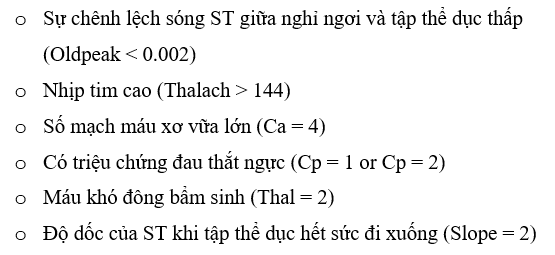 o Sự chênh lệch sóng ST giữa nghỉ ngơi và tập thể dục thấp
(Oldpeak < 0.002)
o Nhịp tim cao (Thalach > 144)
o Số mạch máu xơ vữa lớn (Ca = 4)
o Có triệu chứng đau thắt ngực (Cp = 1 or Cp = 2)
o Máu khó đông bẩm sinh (Thal = 2)
o Độ dốc của ST khi tập thể dục hết sức đi xuống (Slope = 2)